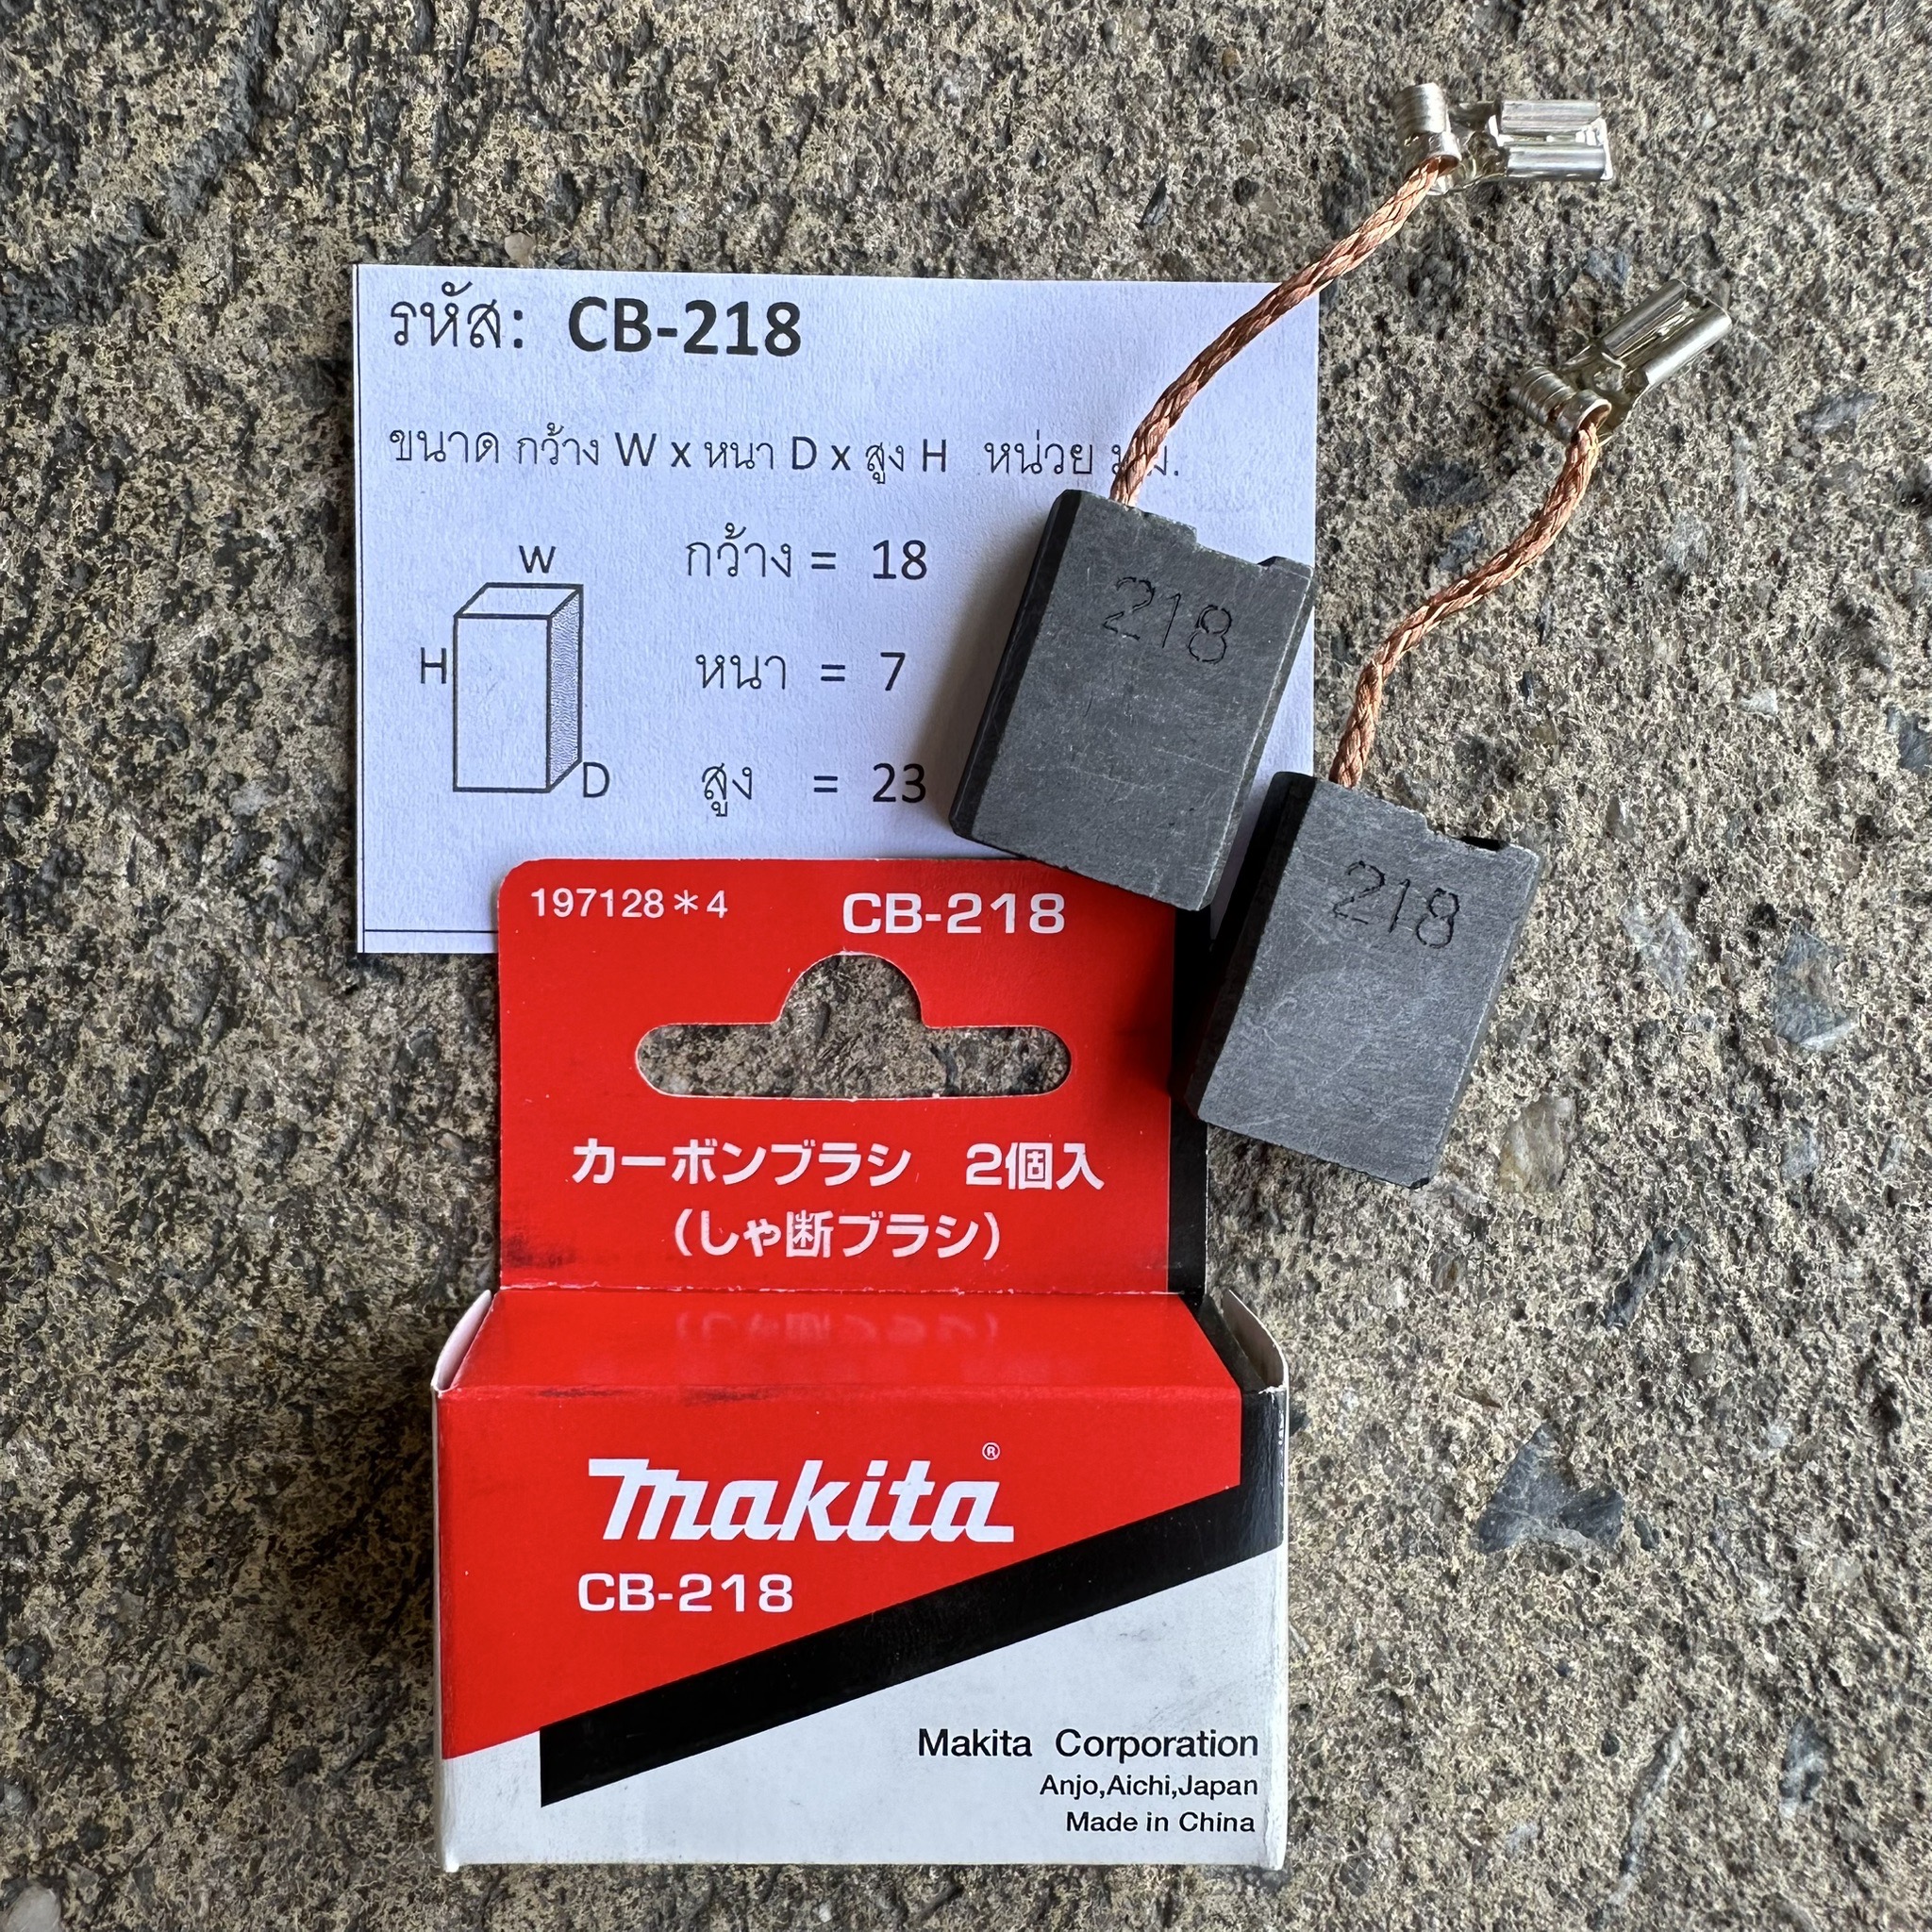 รหัส: CB-218
ขนาด กว้าง W x หนา D x สูง H หน่วย
W
กว้าง = 18
H
หนา = 7
D
สูง = 23
218
218
197128*4 CB-218
カーボンブラシ 2個入
(しゃ断ブラシ)
makita®
CB-218
Makita Corporation
Anjo,Aichi,Japan
Made in China